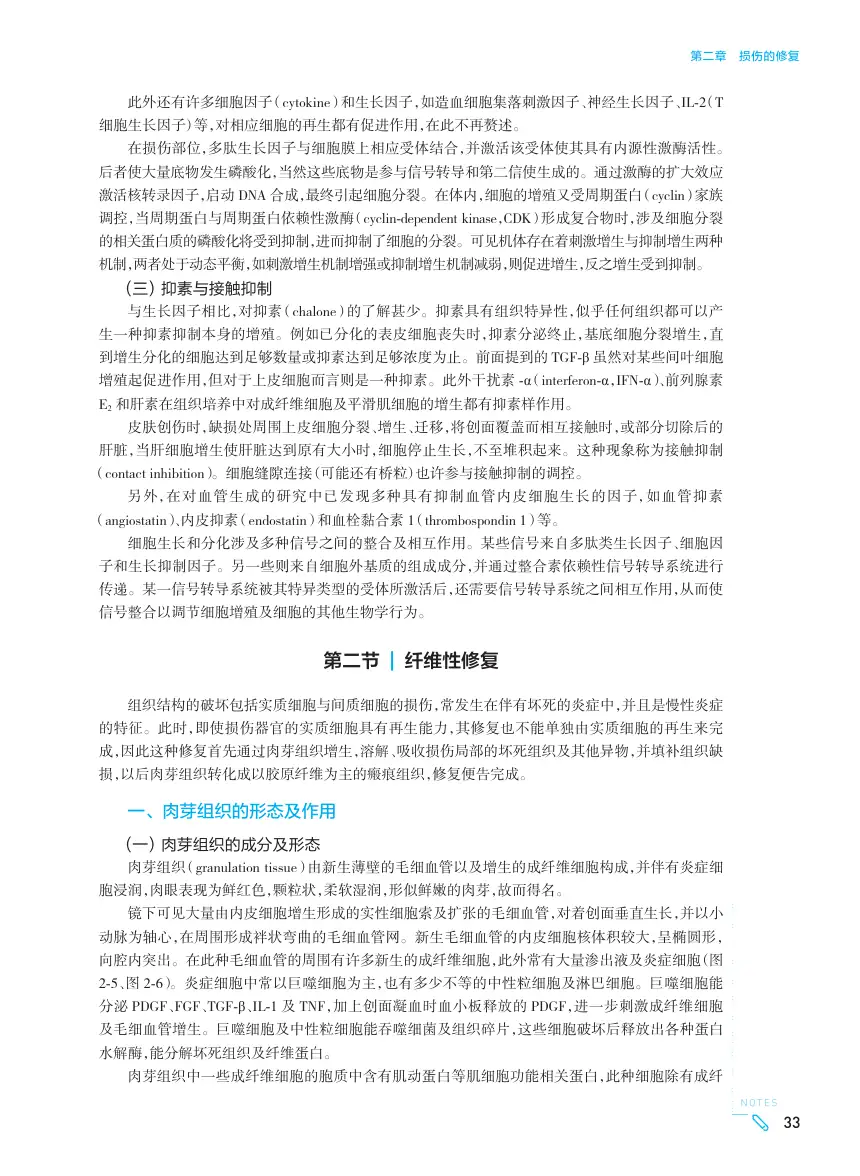 第二章 损伤的修复
此外还有许多细胞因子(cytokine)和生长因子,如造血细胞集落刺激因子、神经生长因子、IL-2(T
细胞生长因子)等,对相应细胞的再生都有促进作用,在此不再赘述。
在损伤部位,多肽生长因子与细胞膜上相应受体结合,并激活该受体使其具有内源性激酶活性。
后者使大量底物发生磷酸化,当然这些底物是参与信号转导和第二信使生成的。通过激酶的扩大效应
激活核转录因子,启动 DNA 合成,最终引起细胞分裂。在体内,细胞的增殖又受周期蛋白(cyclin)家族
调控,当周期蛋白与周期蛋白依赖性激酶(cyclin-dependent kinase,CDK)形成复合物时,涉及细胞分裂
的相关蛋白质的磷酸化将受到抑制,进而抑制了细胞的分裂。可见机体存在着刺激增生与抑制增生两种
机制,两者处于动态平衡,如刺激增生机制增强或抑制增生机制减弱,则促进增生,反之增生受到抑制。
(三)抑素与接触抑制
与生长因子相比,对抑素(chalone)的了解甚少。抑素具有组织特异性,似乎任何组织都可以产
生一种抑素抑制本身的增殖。例如已分化的表皮细胞丧失时,抑素分泌终止,基底细胞分裂增生,直
到增生分化的细胞达到足够数量或抑素达到足够浓度为止。前面提到的 TGF-β 虽然对某些间叶细胞
增殖起促进作用,但对于上皮细胞而言则是一种抑素。此外干扰素 -α(interferon-α,IFN-α)、前列腺素
E₂ 和肝素在组织培养中对成纤维细胞及平滑肌细胞的增生都有抑素样作用。
皮肤创伤时,缺损处周围上皮细胞分裂、增生、迁移,将创面覆盖而相互接触时,或部分切除后的
肝脏,当肝细胞增生使肝脏达到原有大小时,细胞停止生长,不至堆积起来。这种现象称为接触抑制
(contact inhibition)。细胞缝隙连接(可能还有桥粒)也许参与接触抑制的调控。
另外,在对血管生成的研究中已发现多种具有抑制血管内皮细胞生长的因子,如血管抑素
(angiostatin)、内皮抑素(endostatin)和血栓黏合素 1(thrombospondin 1)等。
细胞生长和分化涉及多种信号之间的整合及相互作用。某些信号来自多肽类生长因子、细胞因
子和生长抑制因子。另一些则来自细胞外基质的组成成分,并通过整合素依赖性信号转导系统进行
传递。某一信号转导系统被其特异类型的受体所激活后,还需要信号转导系统之间相互作用,从而使
信号整合以调节细胞增殖及细胞的其他生物学行为。
第二节 | 纤维性修复
组织结构的破坏包括实质细胞与间质细胞的损伤,常发生在伴有坏死的炎症中,并且是慢性炎症
的特征。此时,即使损伤器官的实质细胞具有再生能力,其修复也不能单独由实质细胞的再生来完
成,因此这种修复首先通过肉芽组织增生,溶解、吸收损伤局部的坏死组织及其他异物,并填补组织缺
损,以后肉芽组织转化成以胶原纤维为主的瘢痕组织,修复便告完成。
一、肉芽组织的形态及作用
(一)肉芽组织的成分及形态
肉芽组织(granulation tissue)由新生薄壁的毛细血管以及增生的成纤维细胞构成,并伴有炎症细
胞浸润,肉眼表现为鲜红色,颗粒状,柔软湿润,形似鲜嫩的肉芽,故而得名。
镜下可见大量由内皮细胞增生形成的实性细胞索及扩张的毛细血管,对着创面垂直生长,并以小
动脉为轴心,在周围形成袢状弯曲的毛细血管网。新生毛细血管的内皮细胞核体积较大,呈椭圆形,
向腔内突出。在此种毛细血管的周围有许多新生的成纤维细胞,此外常有大量渗出液及炎症细胞(图
2-5、图 2-6)。炎症细胞中常以巨噬细胞为主,也有多少不等的中性粒细胞及淋巴细胞。巨噬细胞能
分泌 PDGF、FGF、TGF-β、IL-1 及 TNF,加上创面凝血时血小板释放的 PDGF,进一步刺激成纤维细胞
及毛细血管增生。巨噬细胞及中性粒细胞能吞噬细菌及组织碎片,这些细胞破坏后释放出各种蛋白
水解酶,能分解坏死组织及纤维蛋白。
肉芽组织中一些成纤维细胞的胞质中含有肌动蛋白等肌细胞功能相关蛋白,此种细胞除有成纤
NOTES
33